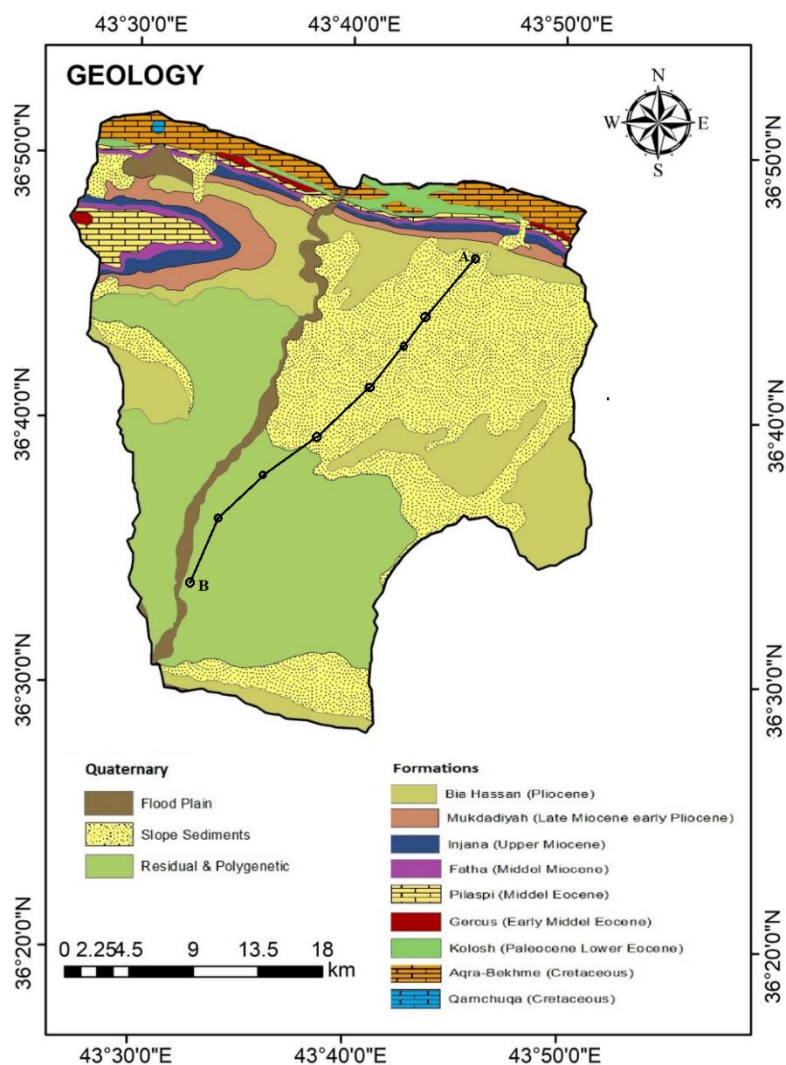 43°30'0"E 43°40'0"E 43°50'0"E
GEOLOGY
N
W E
S
36°50'0"N 36°50'0"N
A
36°40'0"N 36°40'0"N
B
36°30'0"N 36°30'0"N
Quaternary
Flood Plain
Slope Sediments
Residual & Polygenetic
Formations
Bia Hassan (Pliocene)
Mukdadiyah (Late Miocene early Pliocene)
Injana (Upper Miocene)
Fatha (Middol Miocono)
Pilaspi (Middel Eocene)
Gercus (Early Middel Eocene)
Kolosh (Paleocene Lower Eocene)
Aqra-Bekhme (Cretaceous)
Qamchuqa (Cretaceous)
0 2.25 4.5 9 13.5 18
km
36°20'0"N 36°20'0"N
43°30'0"E 43°40'0"E 43°50'0"E